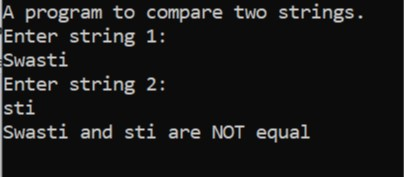 A program to compare two strings.
Enter string 1:
Swasti
Enter string 2:
sti
Swasti and sti are NOT equal